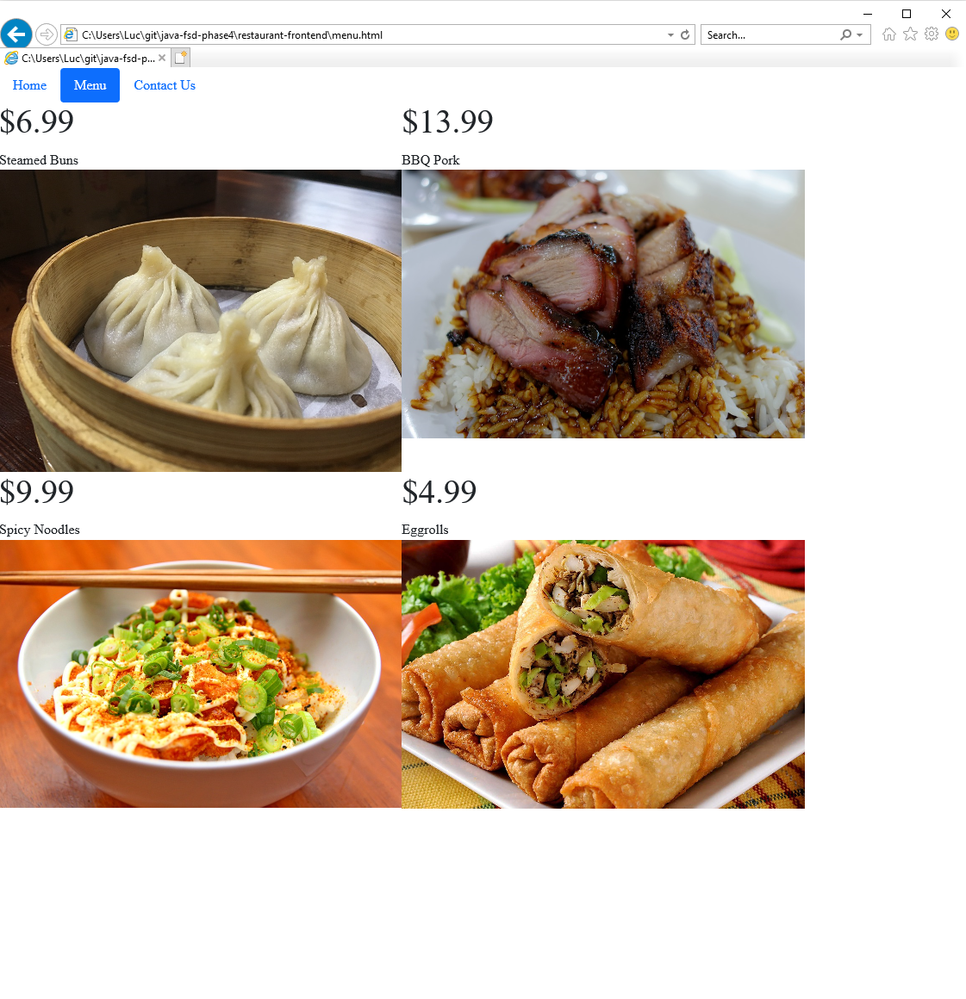 C:\Users\Luc\git\java-fsd-phase4\restaurant-frontend\menu.html
Search...
C:\Users\Luc\git\java-fsd-p...
Home Menu Contact Us
$6.99
Steamed Buns
$13.99
BBQ Pork
$9.99
Spicy Noodles
$4.99
Eggrolls